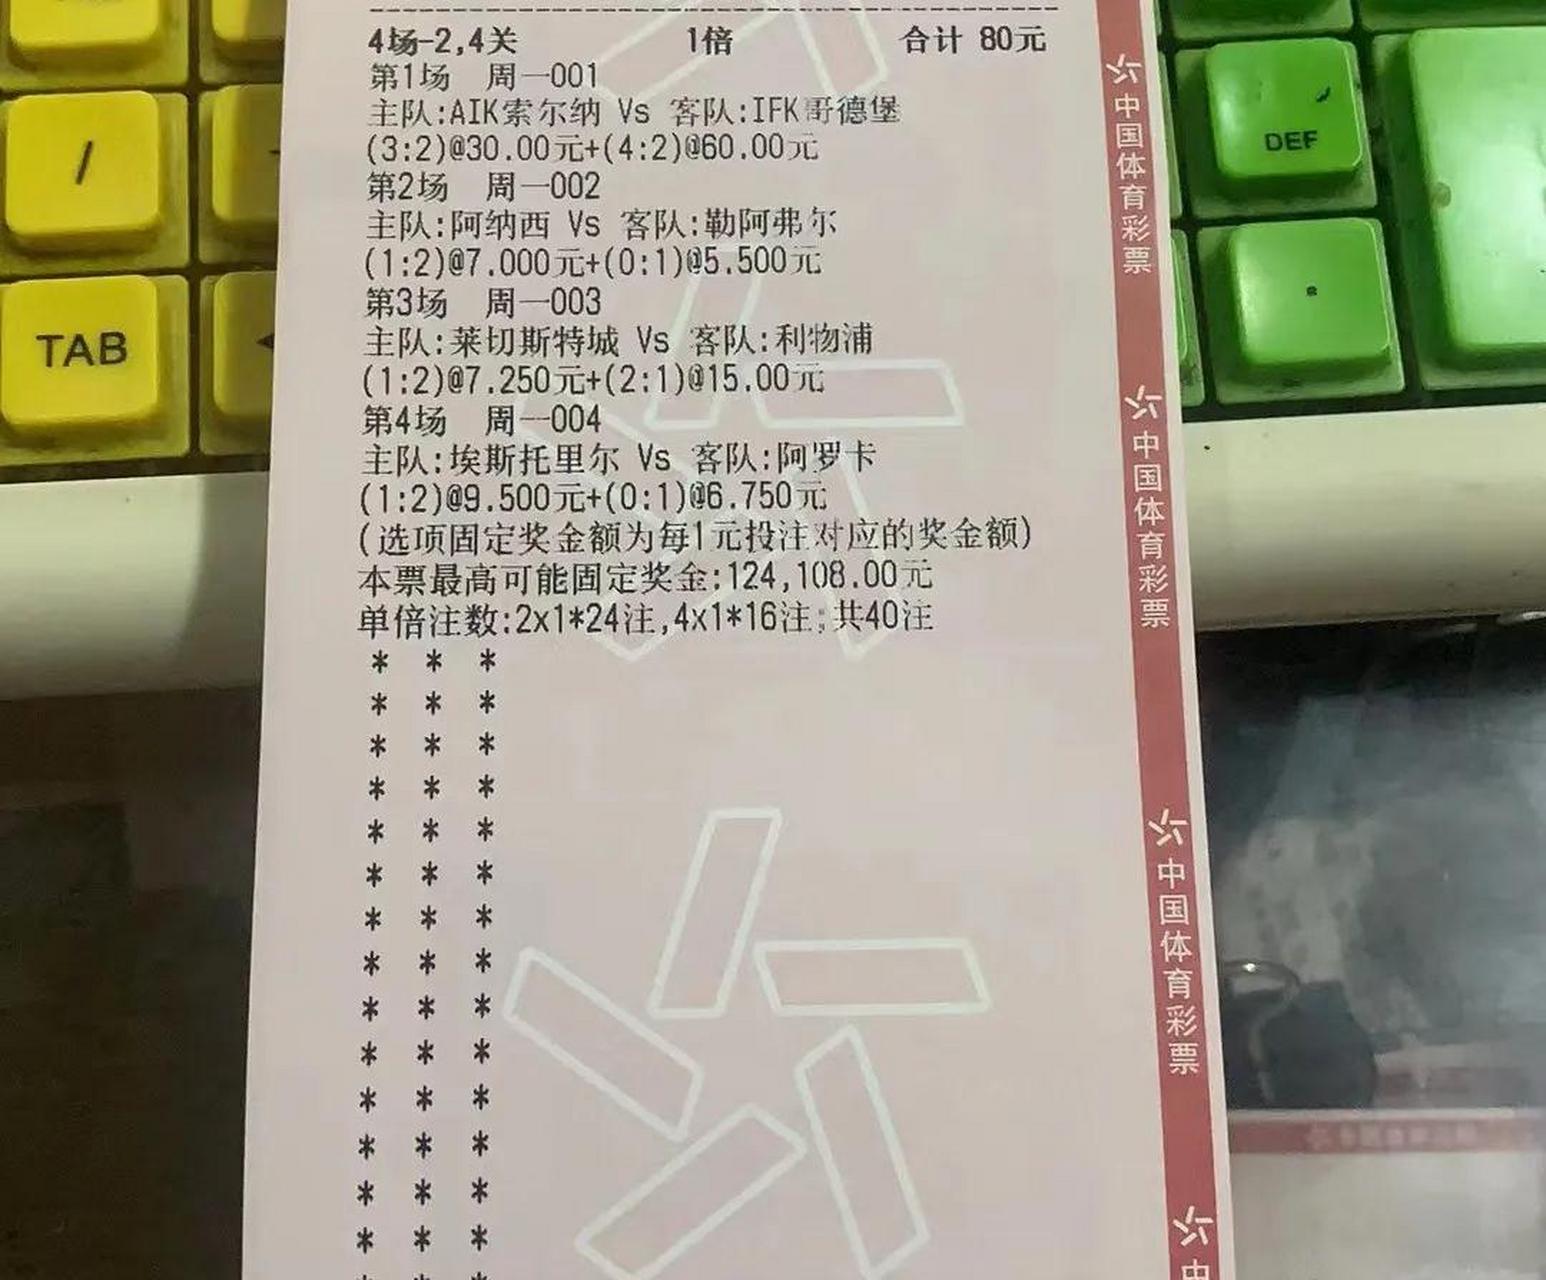 4场-2,4关 1倍 合计 80元
第1场 周一001
主队:AIK索尔纳 Vs 客队:IFK哥德堡
(3:2)@30.00元+(4:2)@60.00元
第2场 周一002
主队:阿纳西 Vs 客队:勒阿弗尔
(1:2)@7.000元+(0:1)@5.500元
第3场 周一003
主队:莱切斯特城 Vs 客队:利物浦
(1:2)@7.250元+(2:1)@15.00元
第4场 周一004
主队:埃斯托里尔 Vs 客队:阿罗卡
(1:2)@9.500元+(0:1)@6.750元
(选项固定奖金额为每1元投注对应的奖金额)
本票最高可能固定奖金:124,108.00元
单倍注数:2x1*24注,4x1*16注;共40注
* * *
* * *
* * *
* * *
* * *
* * *
* * *
* * *
* * *
* * *
* * *
* * *
* * *
* * *
中国体育彩票
中国体育彩票
中国体育彩票
中
/
TAB
DEF